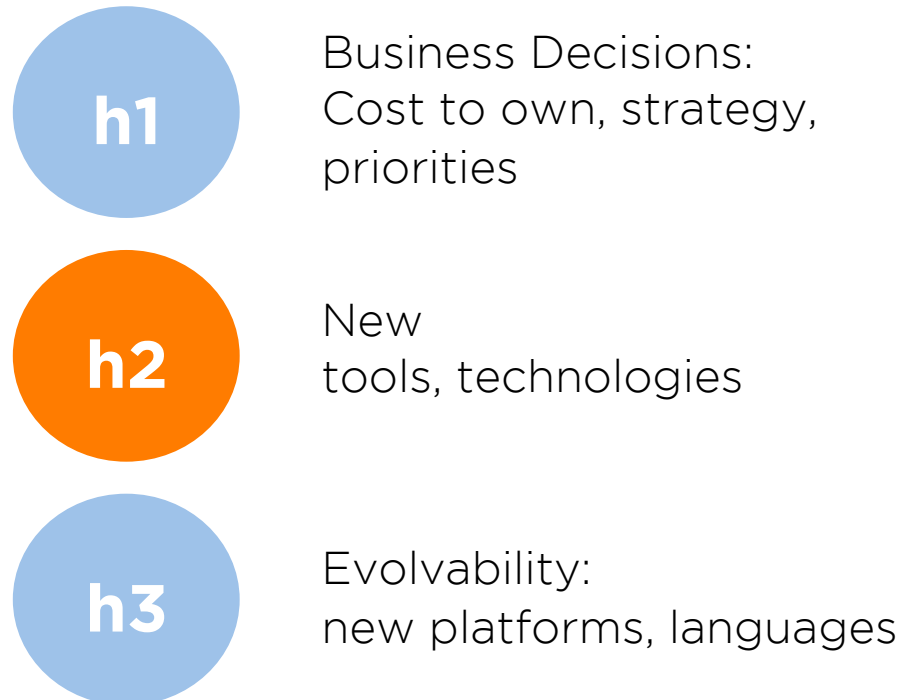 h1
Business Decisions:
Cost to own, strategy,
priorities
h2
New
tools, technologies
h3
Evolvability:
new platforms, languages